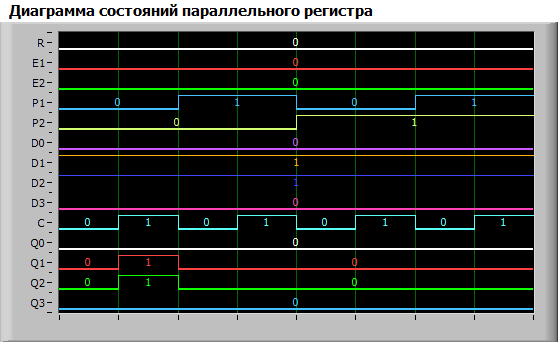 Диаграмма состояний параллельного регистра
R 0
E1 0
E2 0
P1 0 1 0 1
P2 0 1
D0 0
D1 1
D2 1
D3 0
C 0 1 0 1 0 1 0 1
Q0 0
Q1 0 1 0
Q2 0 1 0
Q3 0